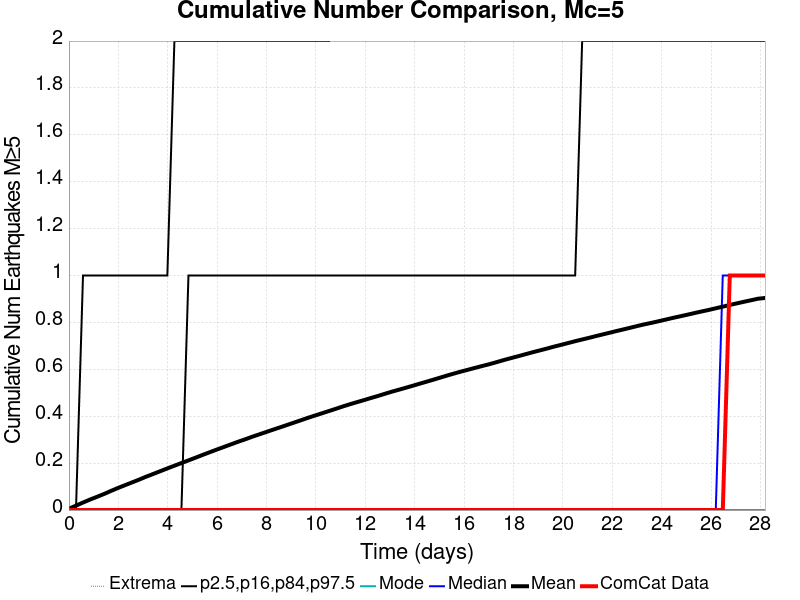 Cumulative Number Comparison, Mc=5
Cumulative Num Earthquakes M≥5
2
1.8
1.6
1.4
1.2
1
0.8
0.6
0.4
0.2
0
0 2 4 6 8 10 12 14 16 18 20 22 24 26 28
Time (days)
Extrema p2.5,p16,p84,p97.5 Mode Median Mean ComCat Data